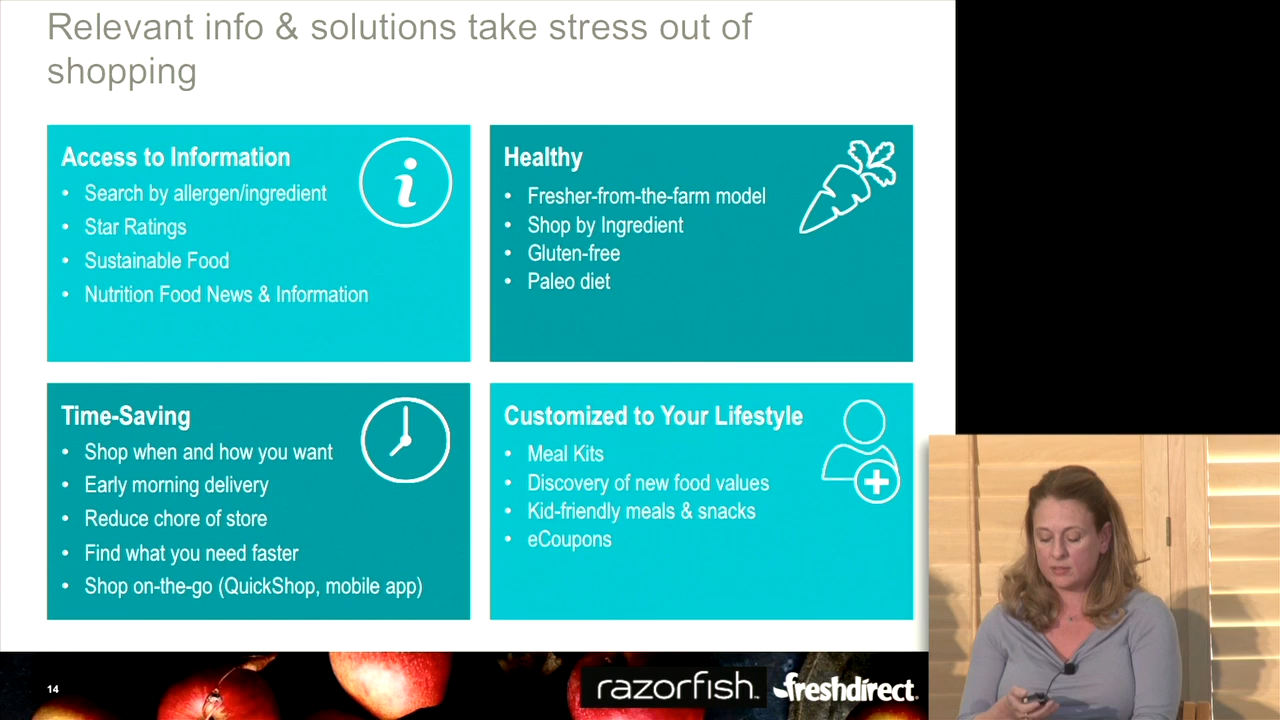 Relevant info & solutions take stress out of
shopping
Access to Information
• Search by allergen/ingredient
• Star Ratings
• Sustainable Food
• Nutrition Food News & Information
Healthy
• Fresher-from-the-farm model
• Shop by Ingredient
• Gluten-free
• Paleo diet
Time-Saving
• Shop when and how you want
• Early morning delivery
• Reduce chore of store
• Find what you need faster
• Shop on-the-go (QuickShop, mobile app)
Customized to Your Lifestyle
• Meal Kits
• Discovery of new food values
• Kid-friendly meals & snacks
• eCoupons
14
razorfish™
freshdirect.